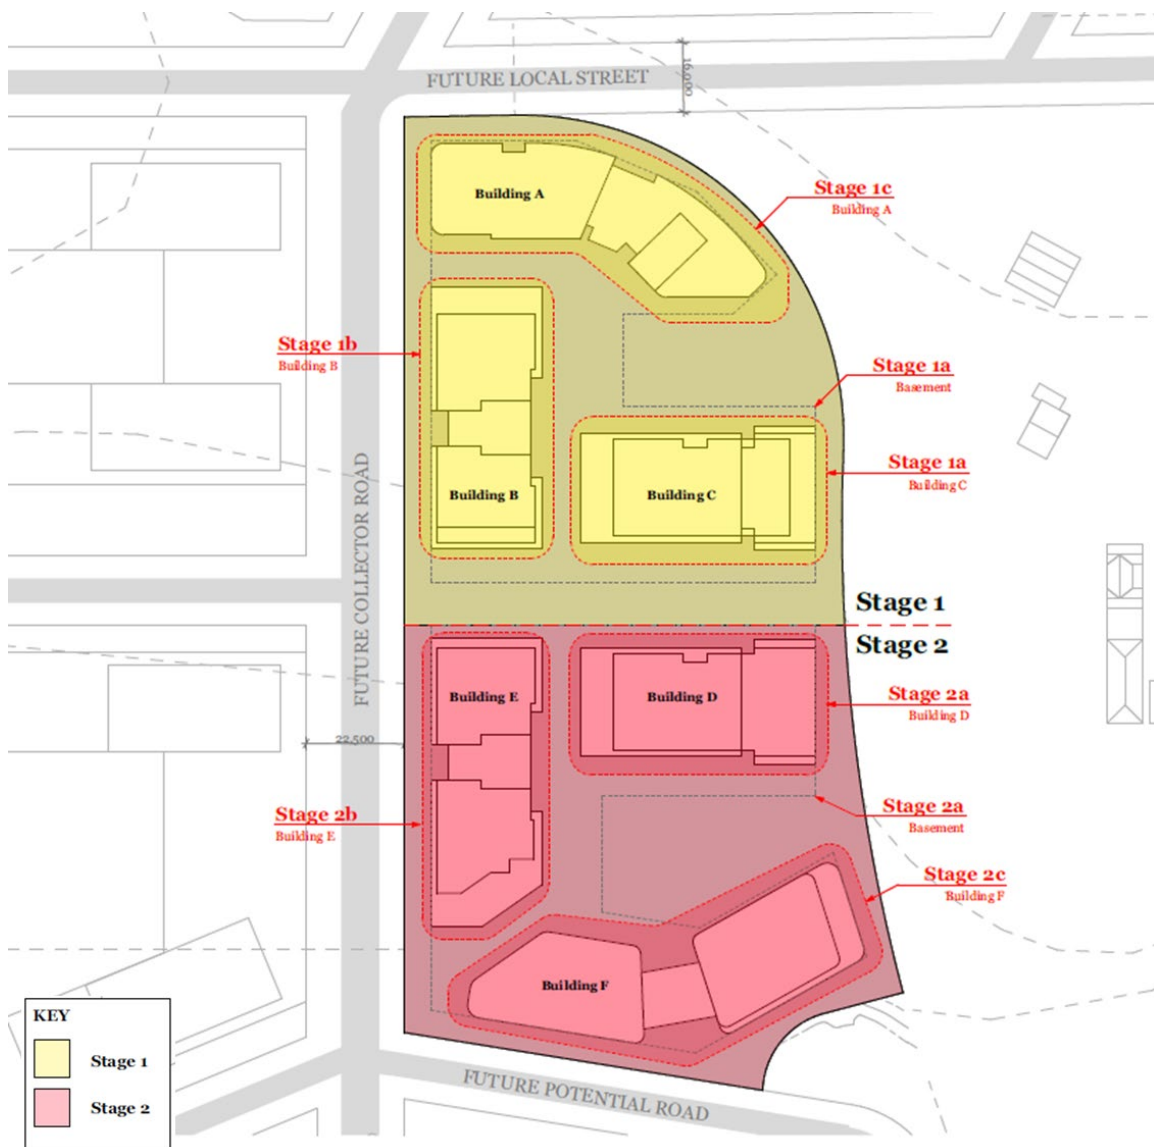 FUTURE LOCAL STREET
16,000
Stage 1c
Building A
Building A
Stage 1b
Building B
Stage 1a
Basement
Stage 1a
Building C
Building B
Building C
FUTURE COLLECTOR ROAD
Stage 1
Stage 2
Building E
Building D
Stage 2a
Building D
22,500
Stage 2b
Building E
Stage 2a
Basement
Stage 2c
Building F
Building F
KEY
Stage 1
Stage 2
FUTURE POTENTIAL ROAD